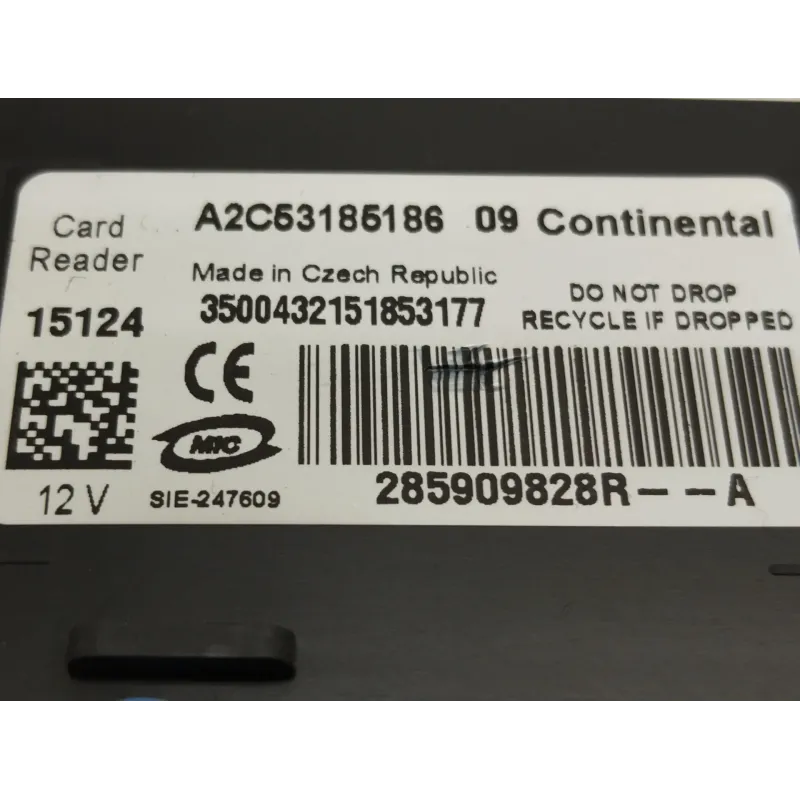 Card
Reader
A2C53185186 09 Continental
Made in Czech Republic
15124
3500432151853177
DO NOT DROP
RECYCLE IF DROPPED
CE
MIC
12 V
SIE-247609
285909828R--A